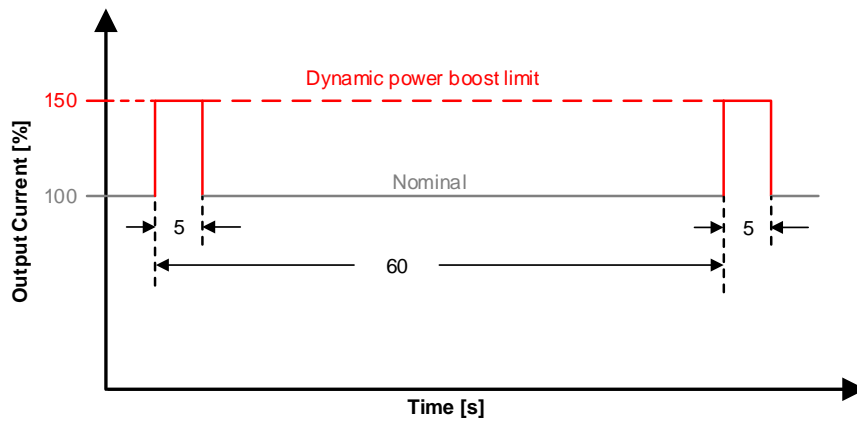 Dynamic power boost limit
150
Nominal
100
5
5
60
Output Current [%]
Time [s]